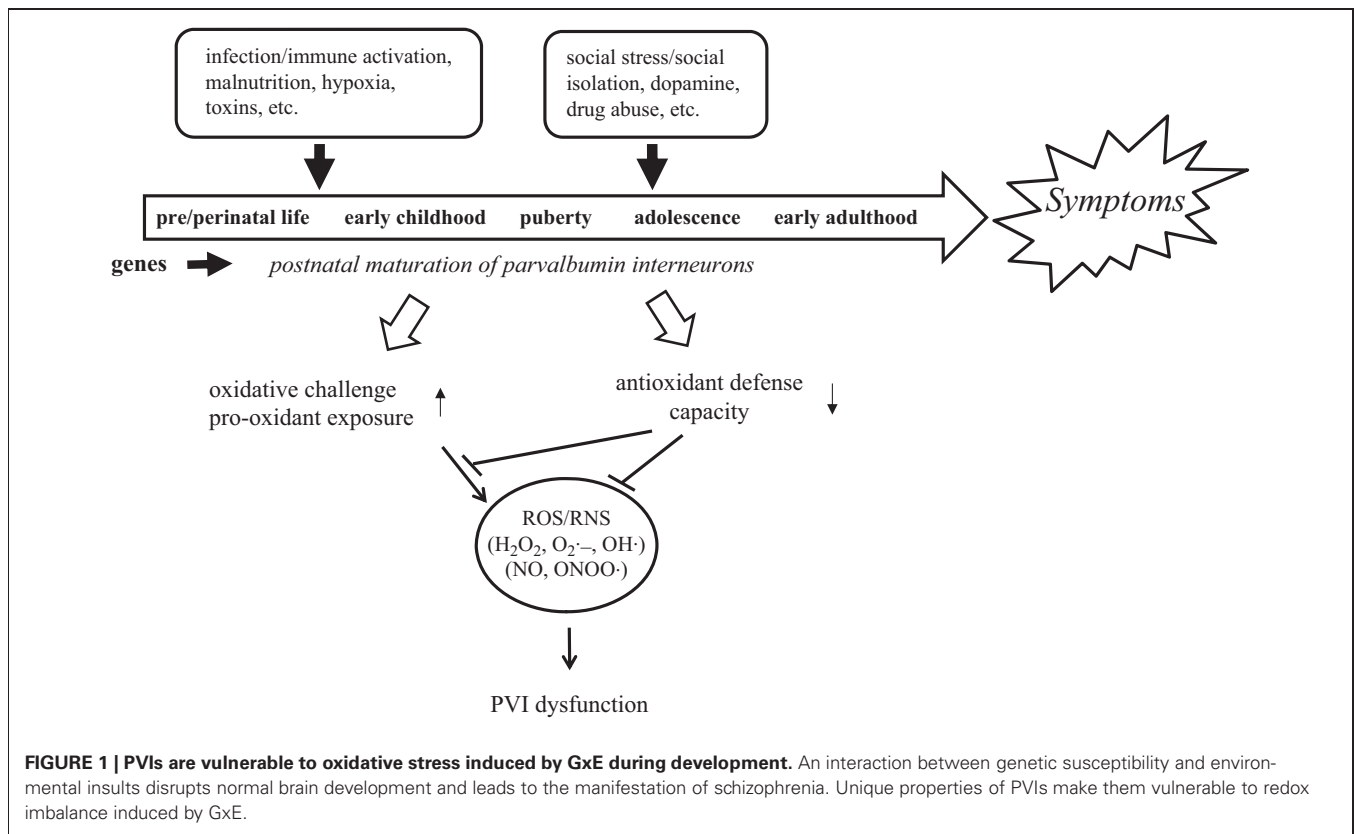 infection/immune activation,
malnutrition, hypoxia,
toxins, etc.
social stress/social
isolation, dopamine,
drug abuse, etc.
pre/perinatal life early childhood puberty adolescence early adulthood
Symptoms
genes postnatal maturation of parvalbumin interneurons
oxidative challenge
pro-oxidant exposure
antioxidant defense
capacity
ROS/RNS
(H₂O₂, O₂·–, OH·)
(NO, ONOO·)
PVI dysfunction
FIGURE 1 | PVIs are vulnerable to oxidative stress induced by GxE during development. An interaction between genetic susceptibility and environ-
mental insults disrupts normal brain development and leads to the manifestation of schizophrenia. Unique properties of PVIs make them vulnerable to redox
imbalance induced by GxE.